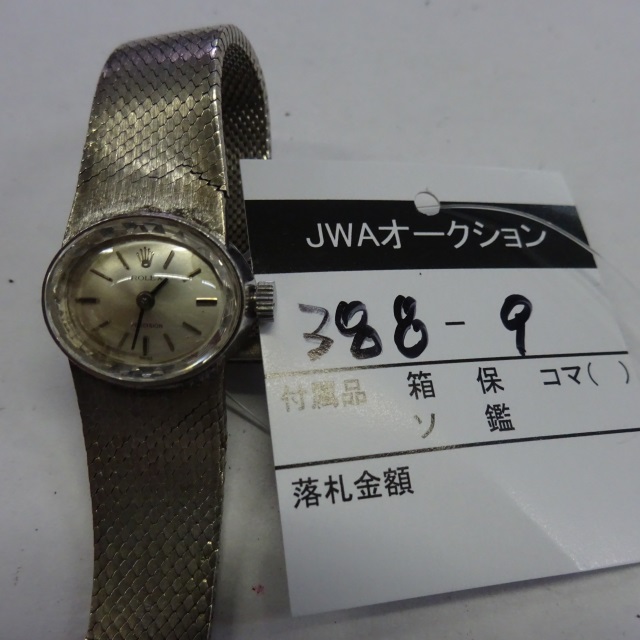 ROLEX
JWAオークション
388-9
付属品 箱 保 コマ( )
ソ 鑑
落札金額